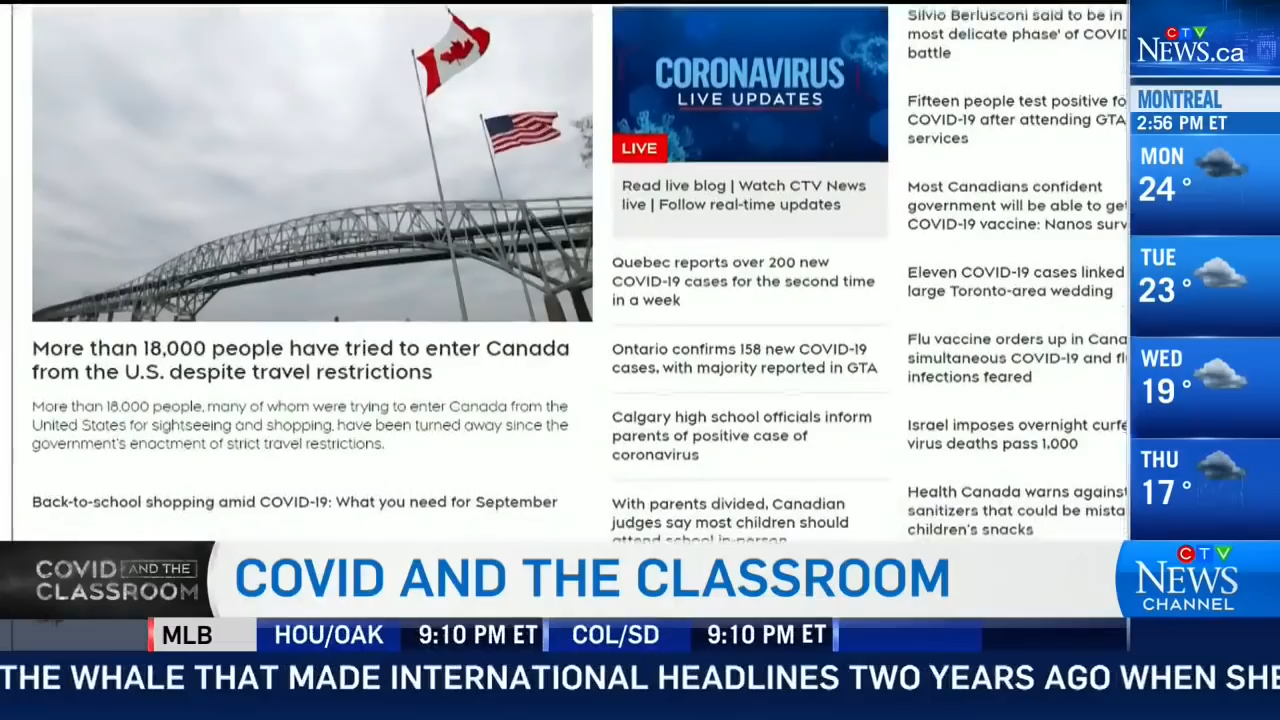 More than 18,000 people have tried to enter Canada
from the U.S. despite travel restrictions
More than 18,000 people, many of whom were trying to enter Canada from the
United States for sightseeing and shopping, have been turned away since the
government's enactment of strict travel restrictions.
Back-to-school shopping amid COVID-19: What you need for September
CORONAVIRUS
LIVE UPDATES
LIVE
Read live blog | Watch CTV News
live | Follow real-time updates
Quebec reports over 200 new
COVID-19 cases for the second time
in a week
Ontario confirms 158 new COVID-19
cases, with majority reported in GTA
Calgary high school officials inform
parents of positive case of
coronavirus
With parents divided, Canadian
judges say most children should
attend school in-person
Silvio Berlusconi said to be in
most delicate phase' of COVID
battle
Fifteen people test positive fo
COVID-19 after attending GTA
services
Most Canadians confident
government will be able to get
COVID-19 vaccine: Nanos surv
Eleven COVID-19 cases linked
large Toronto-area wedding
Flu vaccine orders up in Cana
simultaneous COVID-19 and fl
infections feared
Israel imposes overnight curfe
virus deaths pass 1,000
Health Canada warns against
sanitizers that could be mista
children's snacks
CTV
NEWS.ca
MONTREAL
2:56 PM ET
MON
24°
TUE
23°
WED
19°
THU
17°
COVID AND THE
CLASSROOM
COVID AND THE CLASSROOM
CTV
NEWS
CHANNEL
MLB HOU/OAK 9:10 PM ET COL/SD 9:10 PM ET
THE WHALE THAT MADE INTERNATIONAL HEADLINES TWO YEARS AGO WHEN SHE